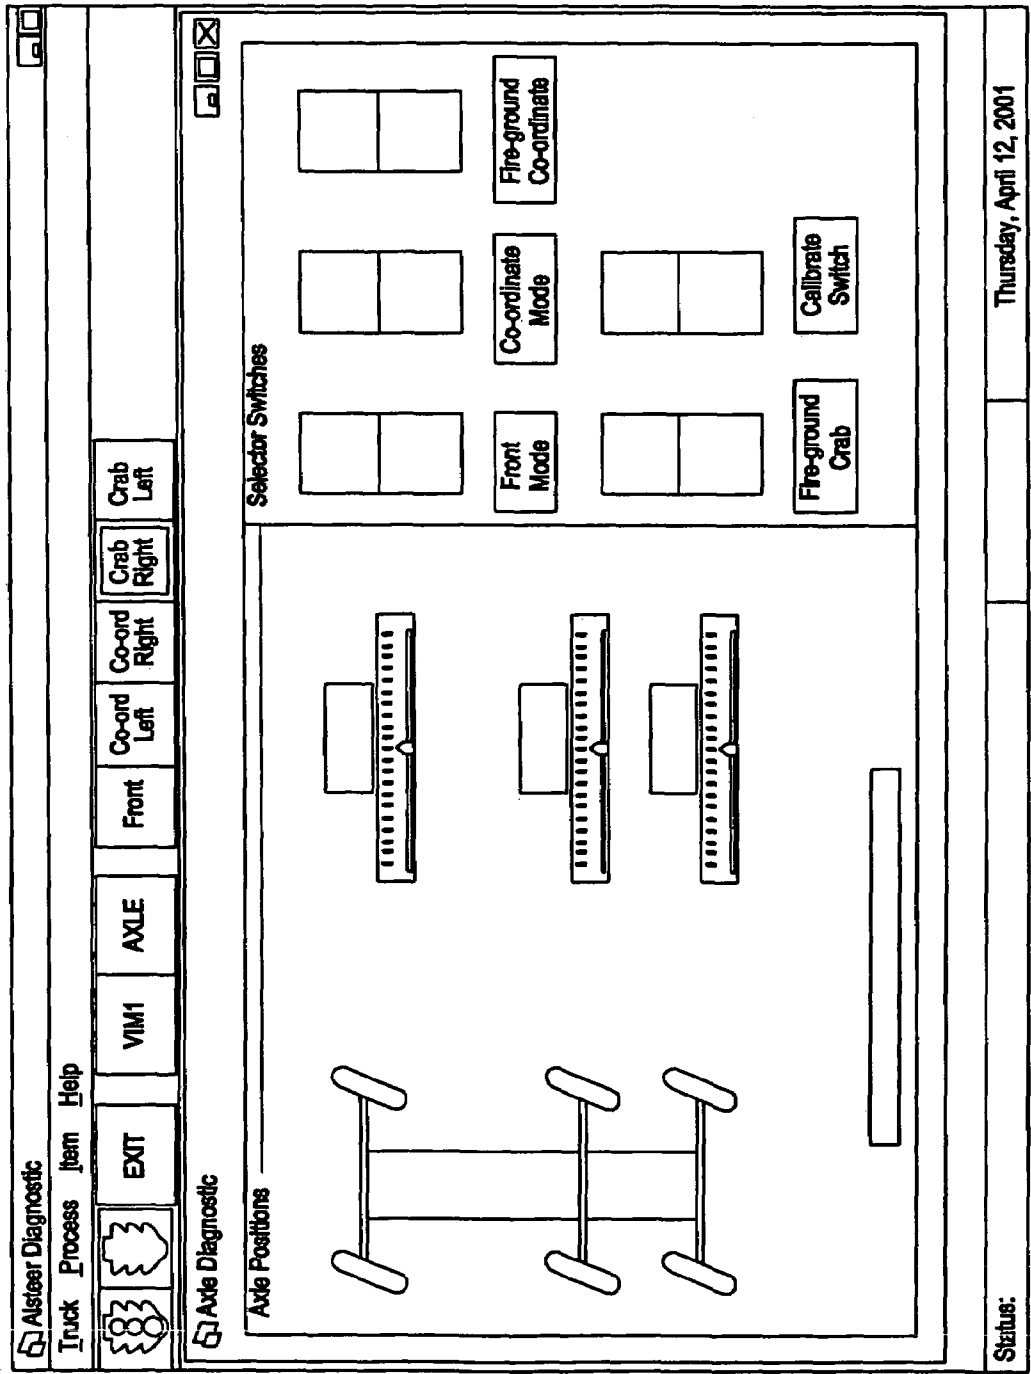 Alsteer Diagnostic
Truck Process Item Help
EXIT
VIM1
AXLE
Front
Co-ord
Left
Co-ord
Right
Crab
Right
Crab
Left
Axle Diagnostic
Axle Positions
Selector Switches
Front
Mode
Co-ordinate
Mode
Fire-ground
Co-ordinate
Fire-ground
Crab
Calibrate
Switch
Status:
Thursday, April 12, 2001